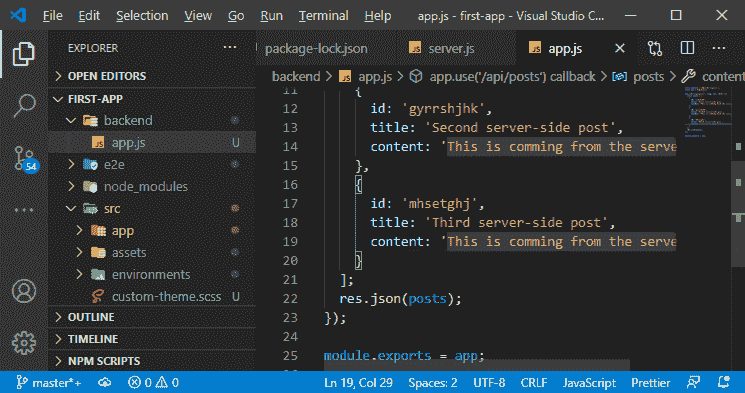 File Edit View Go Run Terminal Help app.js - first-app - Visual Studio C...
EXPLORER
OPEN EDITORS
FIRST-APP
backend
JS app.js U
e2e
node_modules
src
app
assets
environments
custom-theme.scss U
OUTLINE
TIMELINE
NPM SCRIPTS
54
package-lock.json JS server.js JS app.js
backend > JS app.js > app.use('/api/posts') callback > posts > content
11 {
12 id: 'gyrrshjhk',
13 title: 'Second server-side post',
14 content: 'This is comming from the serve
15 },
16 {
17 id: 'mhsetghj',
18 title: 'Third server-side post',
19 content: 'This is comming from the serve
20 }
21 ];
22 res.json(posts);
23 });
24
25 module.exports = app;
master*+ 0 0 Ln 19, Col 29 Spaces: 2 UTF-8 CRLF JavaScript Prettier